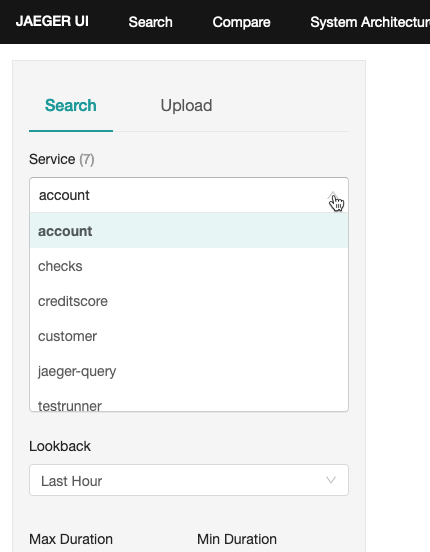 JAEGER UI Search Compare System Architectur
Search Upload
Service (7)
account
account
checks
creditscore
customer
jaeger-query
testrunner
Lookback
Last Hour
Max Duration Min Duration